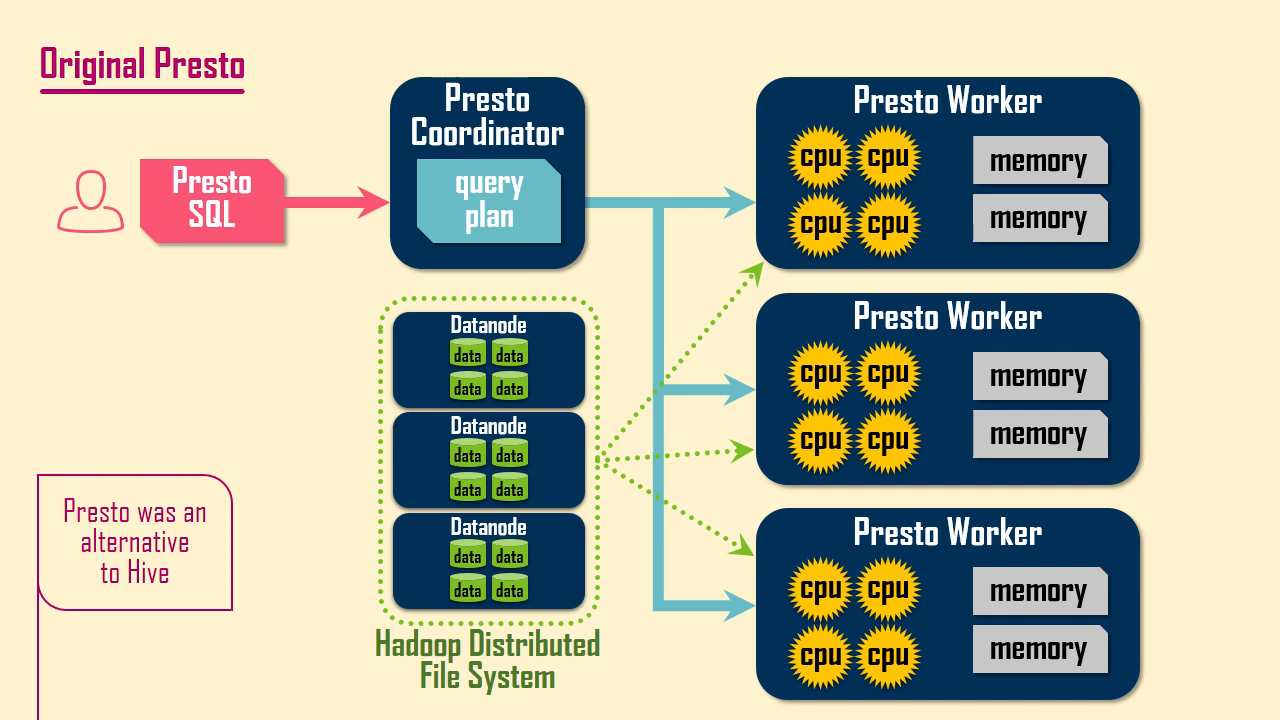 Original Presto
Presto
SQL
Presto
Coordinator
query
plan
Presto Worker
cpu cpu
memory
cpu cpu
memory
Datanode
data data
data data
Datanode
data data
data data
Datanode
data data
data data
Hadoop Distributed
File System
Presto Worker
cpu cpu
memory
cpu cpu
memory
Presto Worker
cpu cpu
memory
cpu cpu
memory
Presto was an
alternative
to Hive